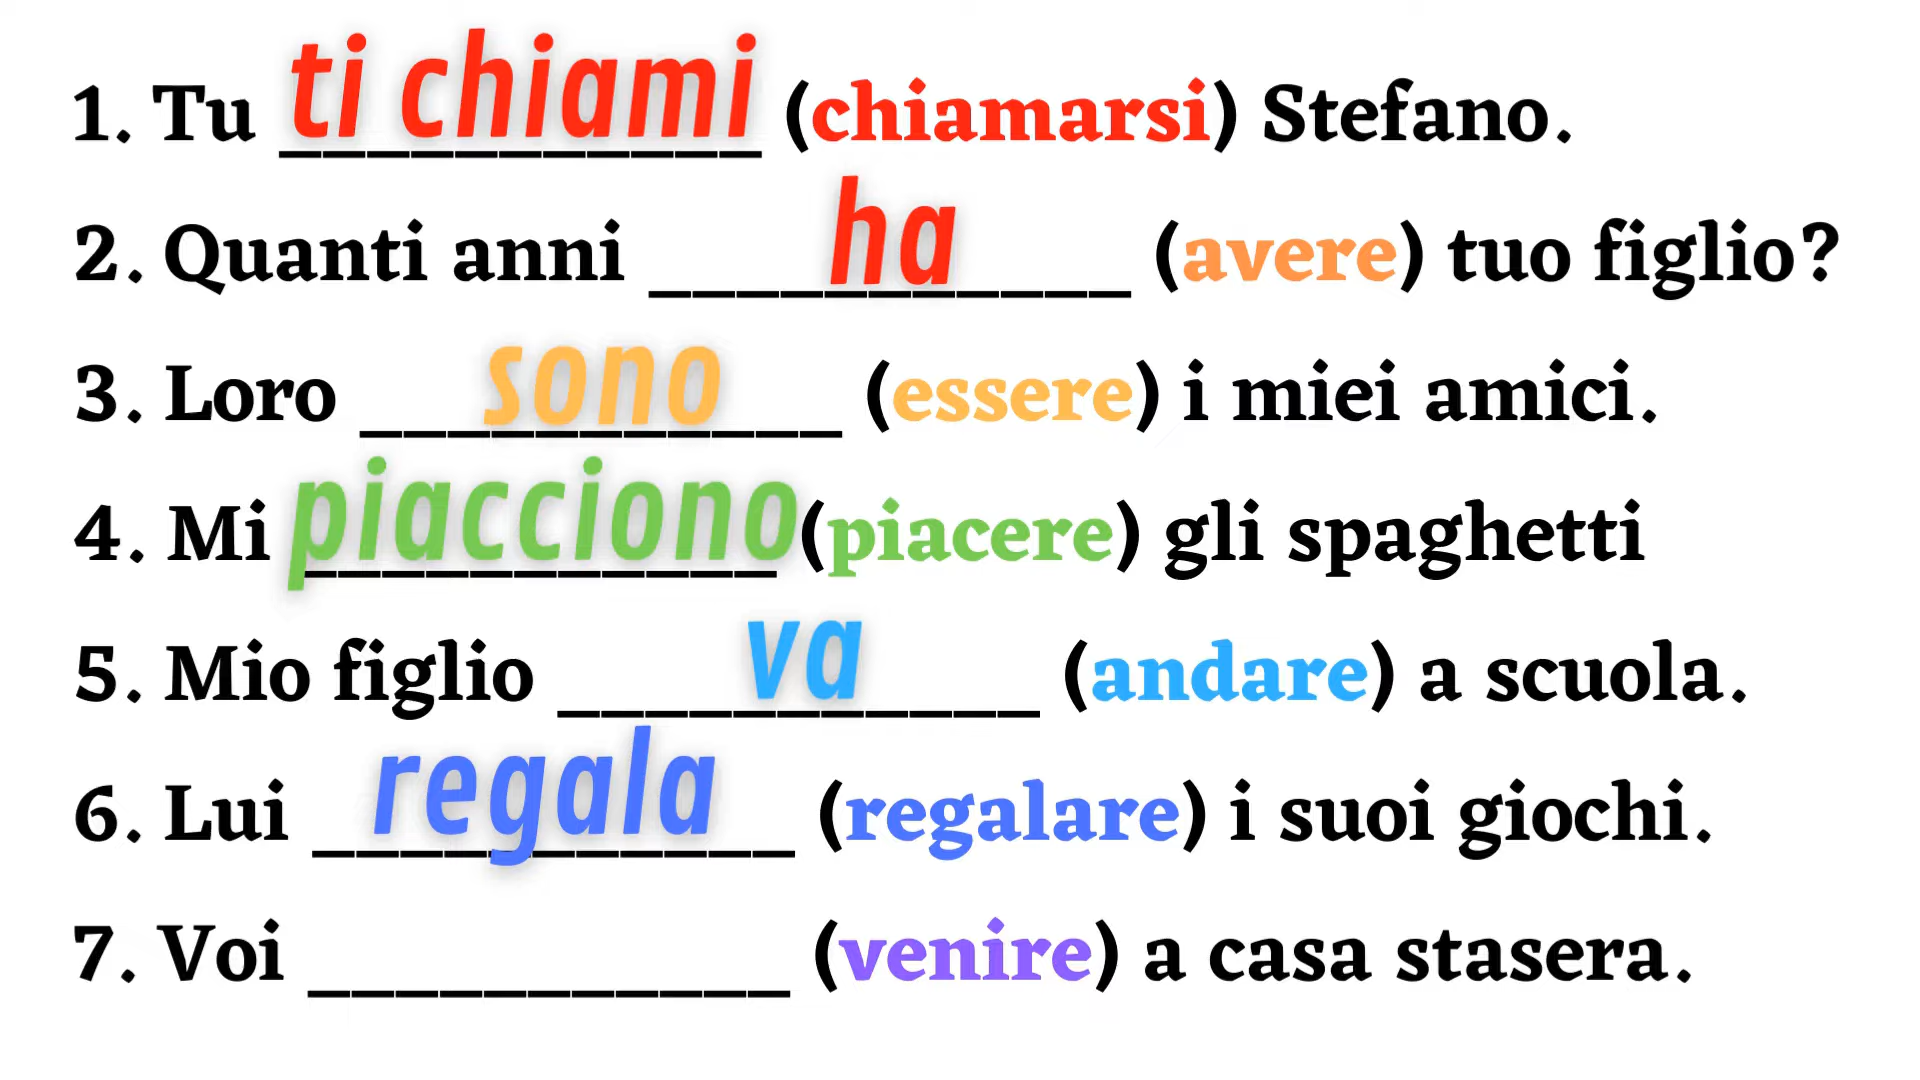 1. Tu ti chiami (chiamarsi) Stefano.
2. Quanti anni ha (avere) tuo figlio?
3. Loro sono (essere) i miei amici.
4. Mi piacciono (piacere) gli spaghetti
5. Mio figlio va (andare) a scuola.
6. Lui regala (regalare) i suoi giochi.
7. Voi ___________ (venire) a casa stasera.